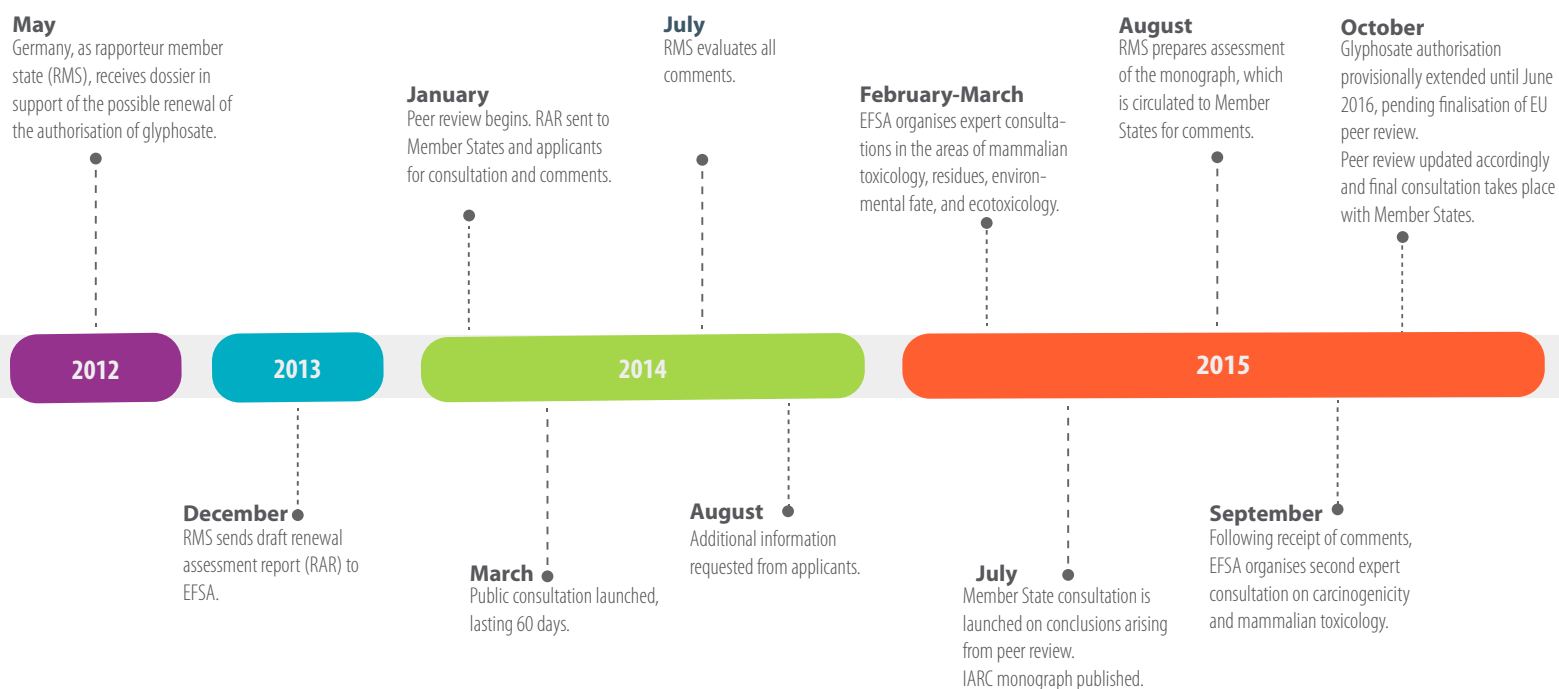 May
Germany, as rapporteur member
state (RMS), receives dossier in
support of the possible renewal of
the authorisation of glyphosate.
January
Peer review begins. RAR sent to
Member States and applicants
for consultation and comments.
July
RMS evaluates all
comments.
February-March
EFSA organises expert consulta-
tions in the areas of mammalian
toxicology, residues, environ-
mental fate, and ecotoxicology.
August
RMS prepares assessment
of the monograph, which
is circulated to Member
States for comments.
October
Glyphosate authorisation
provisionally extended until June
2016, pending finalisation of EU
peer review.
Peer review updated accordingly
and final consultation takes place
with Member States.
2012
2013
2014
2015
December
RMS sends draft renewal
assessment report (RAR) to
EFSA.
March
Public consultation launched,
lasting 60 days.
August
Additional information
requested from applicants.
July
Member State consultation is
launched on conclusions arising
from peer review.
IARC monograph published.
September
Following receipt of comments,
EFSA organises second expert
consultation on carcinogenicity
and mammalian toxicology.